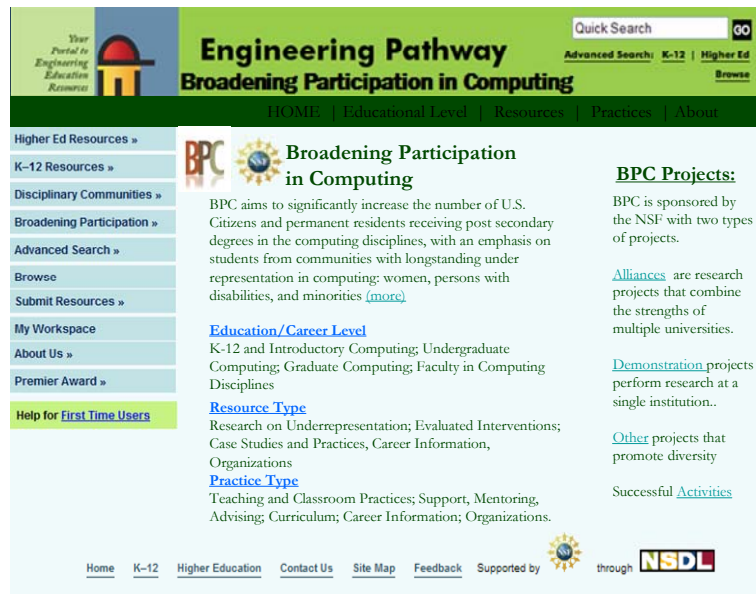 Your
Portal to
Engineering
Education
Resources
Engineering Pathway
Broadening Participation in Computing
Quick Search GO
Advanced Search: K-12 | Higher Ed
Browse
HOME | Educational Level | Resources | Practices | About
Higher Ed Resources »
K–12 Resources »
Disciplinary Communities »
Broadening Participation »
Advanced Search »
Browse
Submit Resources »
My Workspace
About Us »
Premier Award »
Help for First Time Users
BPC
NSF
Broadening Participation
in Computing
BPC aims to significantly increase the number of U.S.
Citizens and permanent residents receiving post secondary
degrees in the computing disciplines, with an emphasis on
students from communities with longstanding under
representation in computing: women, persons with
disabilities, and minorities (more)
Education/Career Level
K-12 and Introductory Computing; Undergraduate
Computing; Graduate Computing; Faculty in Computing
Disciplines
Resource Type
Research on Underrepresentation; Evaluated Interventions;
Case Studies and Practices, Career Information,
Organizations
Practice Type
Teaching and Classroom Practices; Support, Mentoring,
Advising; Curriculum; Career Information; Organizations.
BPC Projects:
BPC is sponsored by
the NSF with two types
of projects.
Alliances are research
projects that combine
the strengths of
multiple universities.
Demonstration projects
perform research at a
single institution..
Other projects that
promote diversity
Successful Activities
Home K–12 Higher Education Contact Us Site Map Feedback Supported by NSF through NSDL